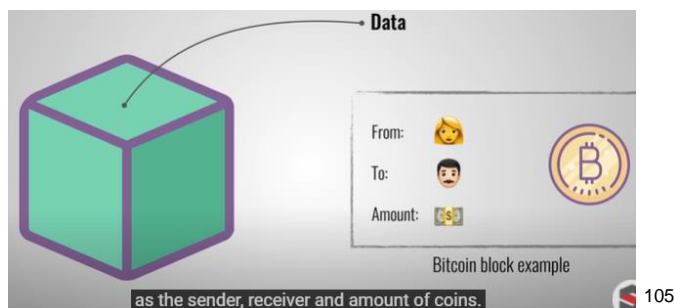 Data
From:
To:
Amount:
Bitcoin block example
as the sender, receiver and amount of coins.
105